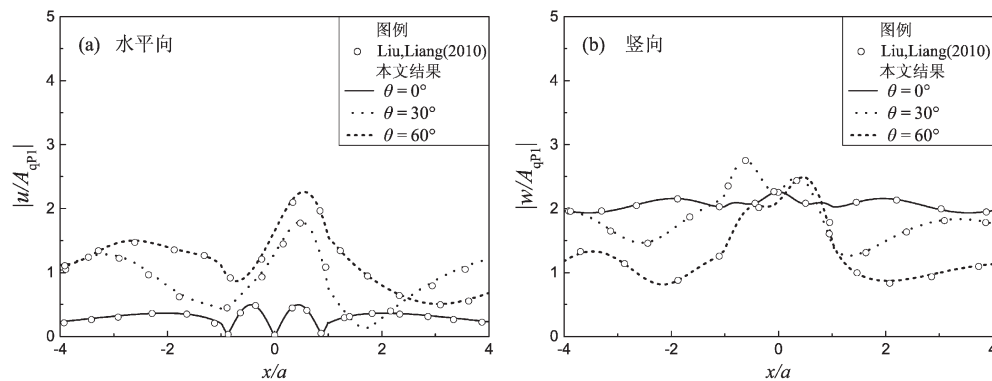 (a) 水平向
图例
Liu,Liang(2010)
本文结果
θ = 0°
θ = 30°
θ = 60°
5
4
3
2
1
0
|u/A_qP1|
-4 -2 0 2 4
x/a
(b) 竖向
图例
Liu,Liang(2010)
本文结果
θ = 0°
θ = 30°
θ = 60°
5
4
3
2
1
0
|w/A_qP1|
-4 -2 0 2 4
x/a